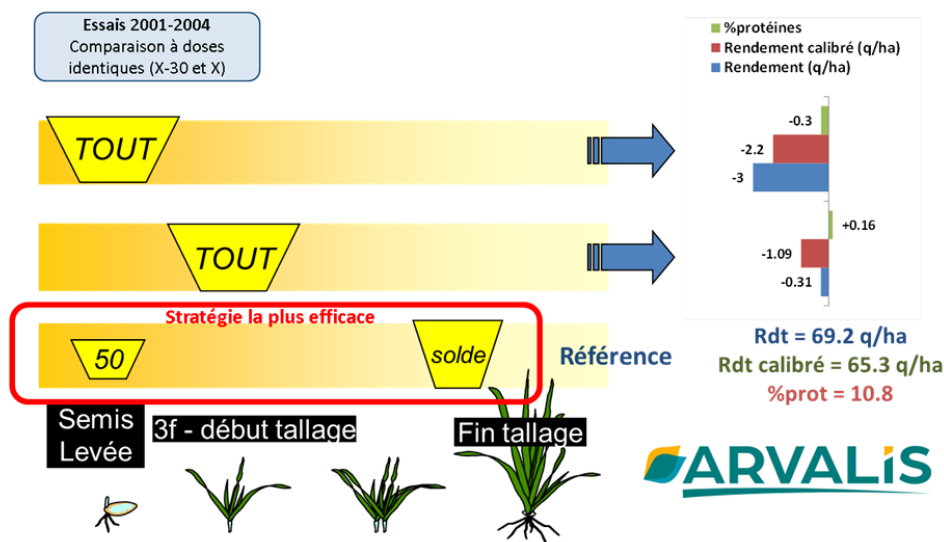 Essais 2001-2004
Comparaison à doses
identiques (X-30 et X)
%protéines
Rendement calibré (q/ha)
Rendement (q/ha)
TOUT
-0.3
-2.2
-3
TOUT
+0.16
-1.09
-0.31
Stratégie la plus efficace
50
solde
Référence
Rdt = 69.2 q/ha
Rdt calibré = 65.3 q/ha
%prot = 10.8
Semis
Levée
3f - début tallage
Fin tallage
ARVALIS